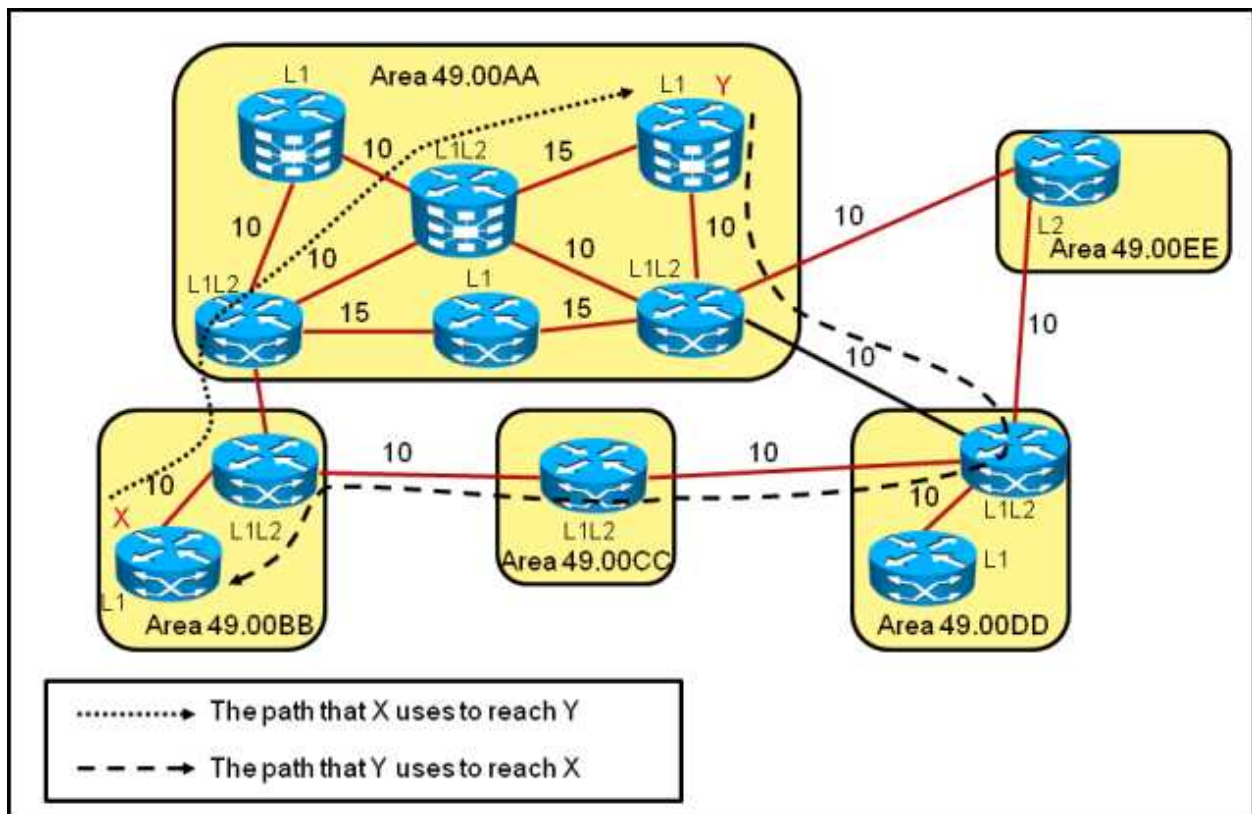 Area 49.00AA
L1
L1
Y
10
L1L2
15
10
10
10
10
L1L2
L1
L1L2
15
15
10
L2
Area 49.00EE
10
10
10
10
10
X
L1L2
L1
Area 49.00BB
L1L2
Area 49.00CC
10
L1L2
L1
Area 49.00DD
The path that X uses to reach Y
The path that Y uses to reach X